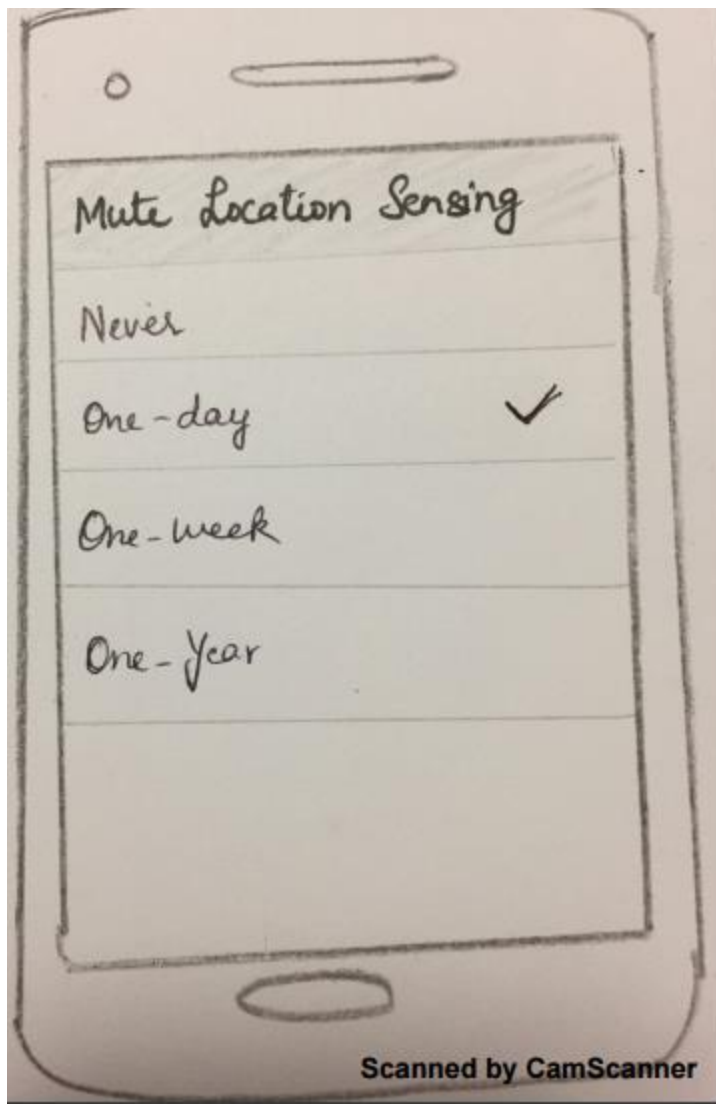 Mute Location Sensing
Never
One-day
One-week
One-Year
Scanned by CamScanner